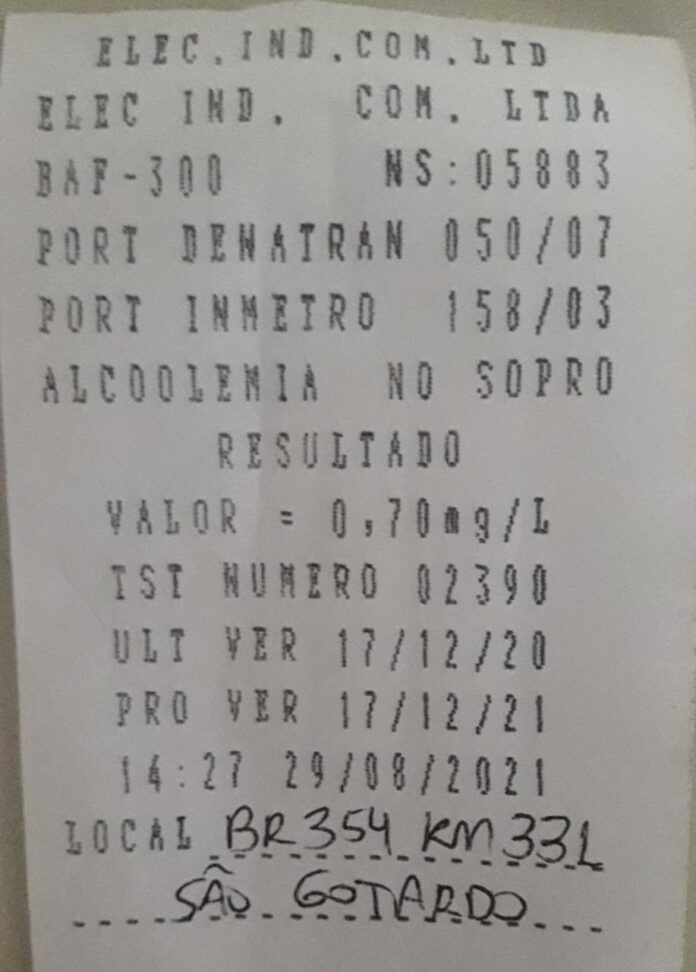 ELEC.IND.COM.LTD
ELEC IND. COM. LTDA
BAF-300 NS:05883
PORT DENATRAN 050/07
PORT INMETRO 158/03
ALCOOLEMIA NO SOPRO
RESULTADO
VALOR = 0,70mg/L
TST NUMERO 02390
ULT VER 17/12/20
PRO VER 17/12/21
14:27 29/08/2021
LOCAL BR354 KM331
SÃO GOTARDO